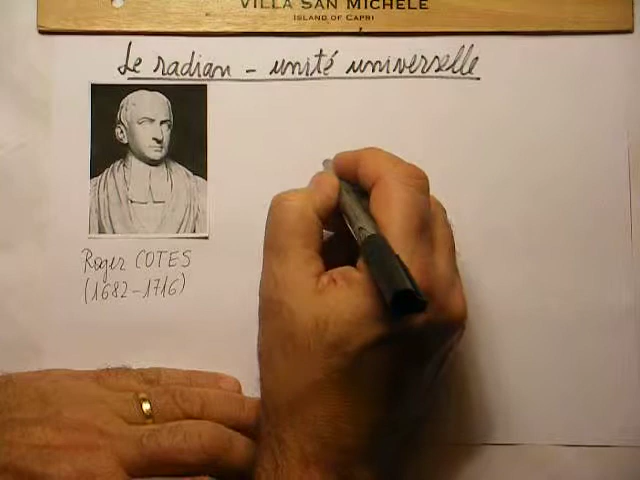 VILLA SAN MICHELE
ISLAND OF CAPRI
Le radian – unité universelle
Roger COTES
(1682–1716)